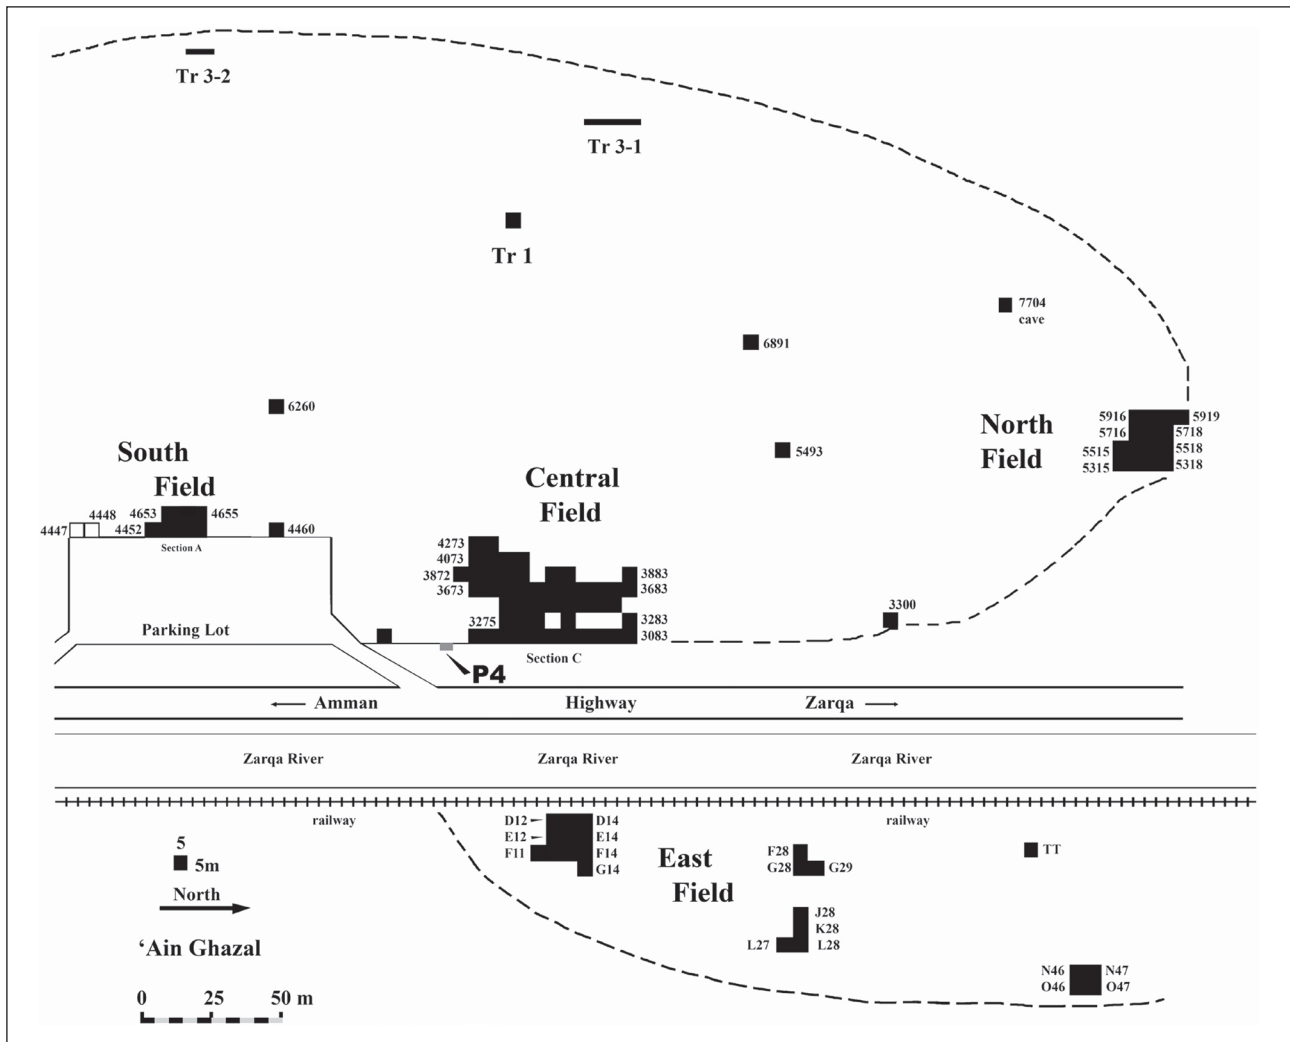 Tr 3-2
Tr 3-1
Tr 1
7704
cave
6891
6260
5493
North
Field
5916
5919
5716
5718
5515
5518
5315
5318
South
Field
4447
4448
4653
4655
4452
4460
Section A
Central
Field
4273
4073
3872
3883
3673
3683
3275
3283
3083
3300
Parking Lot
Section C
P4
Amman
Highway
Zarqa
Zarqa River
Zarqa River
Zarqa River
railway
railway
D12
D14
E12
E14
F11
F14
G14
East
Field
F28
G28
G29
TT
J28
K28
L27
L28
N46
N47
O46
O47
5
5m
North
‘Ain Ghazal
0 25 50 m